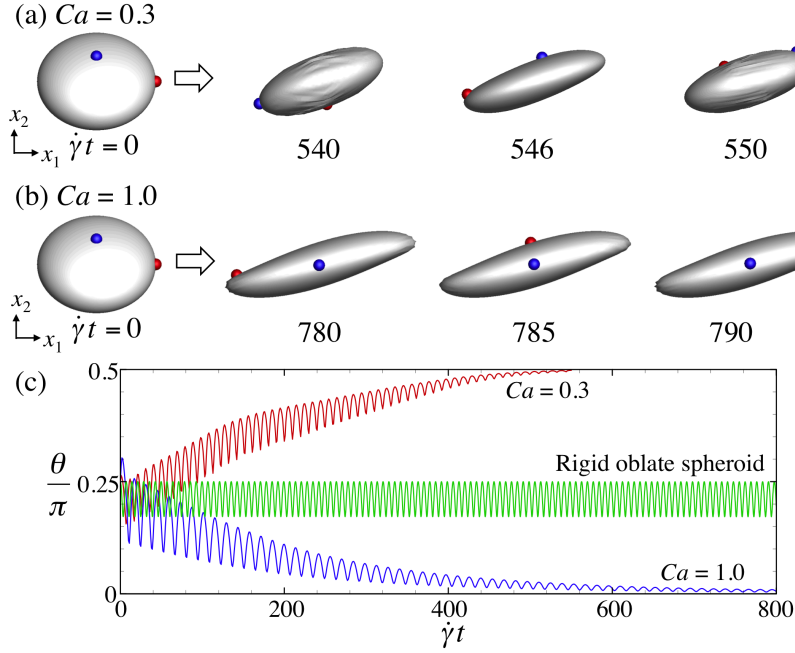 (a) Ca = 0.3
x₂
x₁
γ̇ t = 0
540
546
550
(b) Ca = 1.0
x₂
x₁
γ̇ t = 0
780
785
790
(c)
0.5
Ca = 0.3
θ/π
0.25
Rigid oblate spheroid
Ca = 1.0
0
0
200
400
600
800
γ̇ t